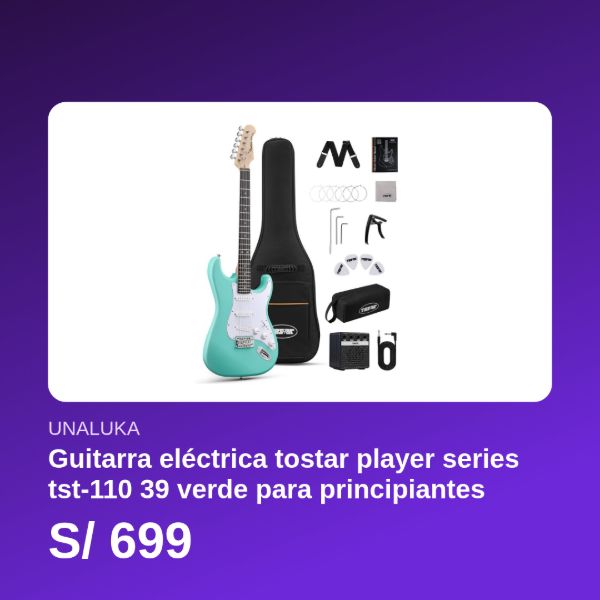 UNALUKA
Guitarra eléctrica tostar player series
tst-110 39 verde para principiantes
S/ 699